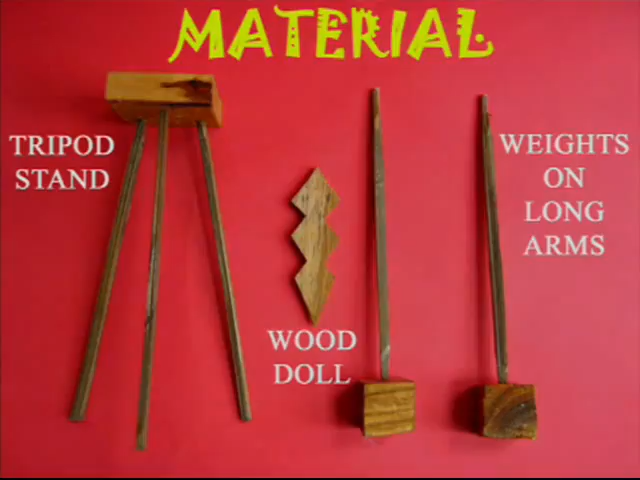 MATERIAL
TRIPOD
STAND
WOOD
DOLL
WEIGHTS
ON
LONG
ARMS